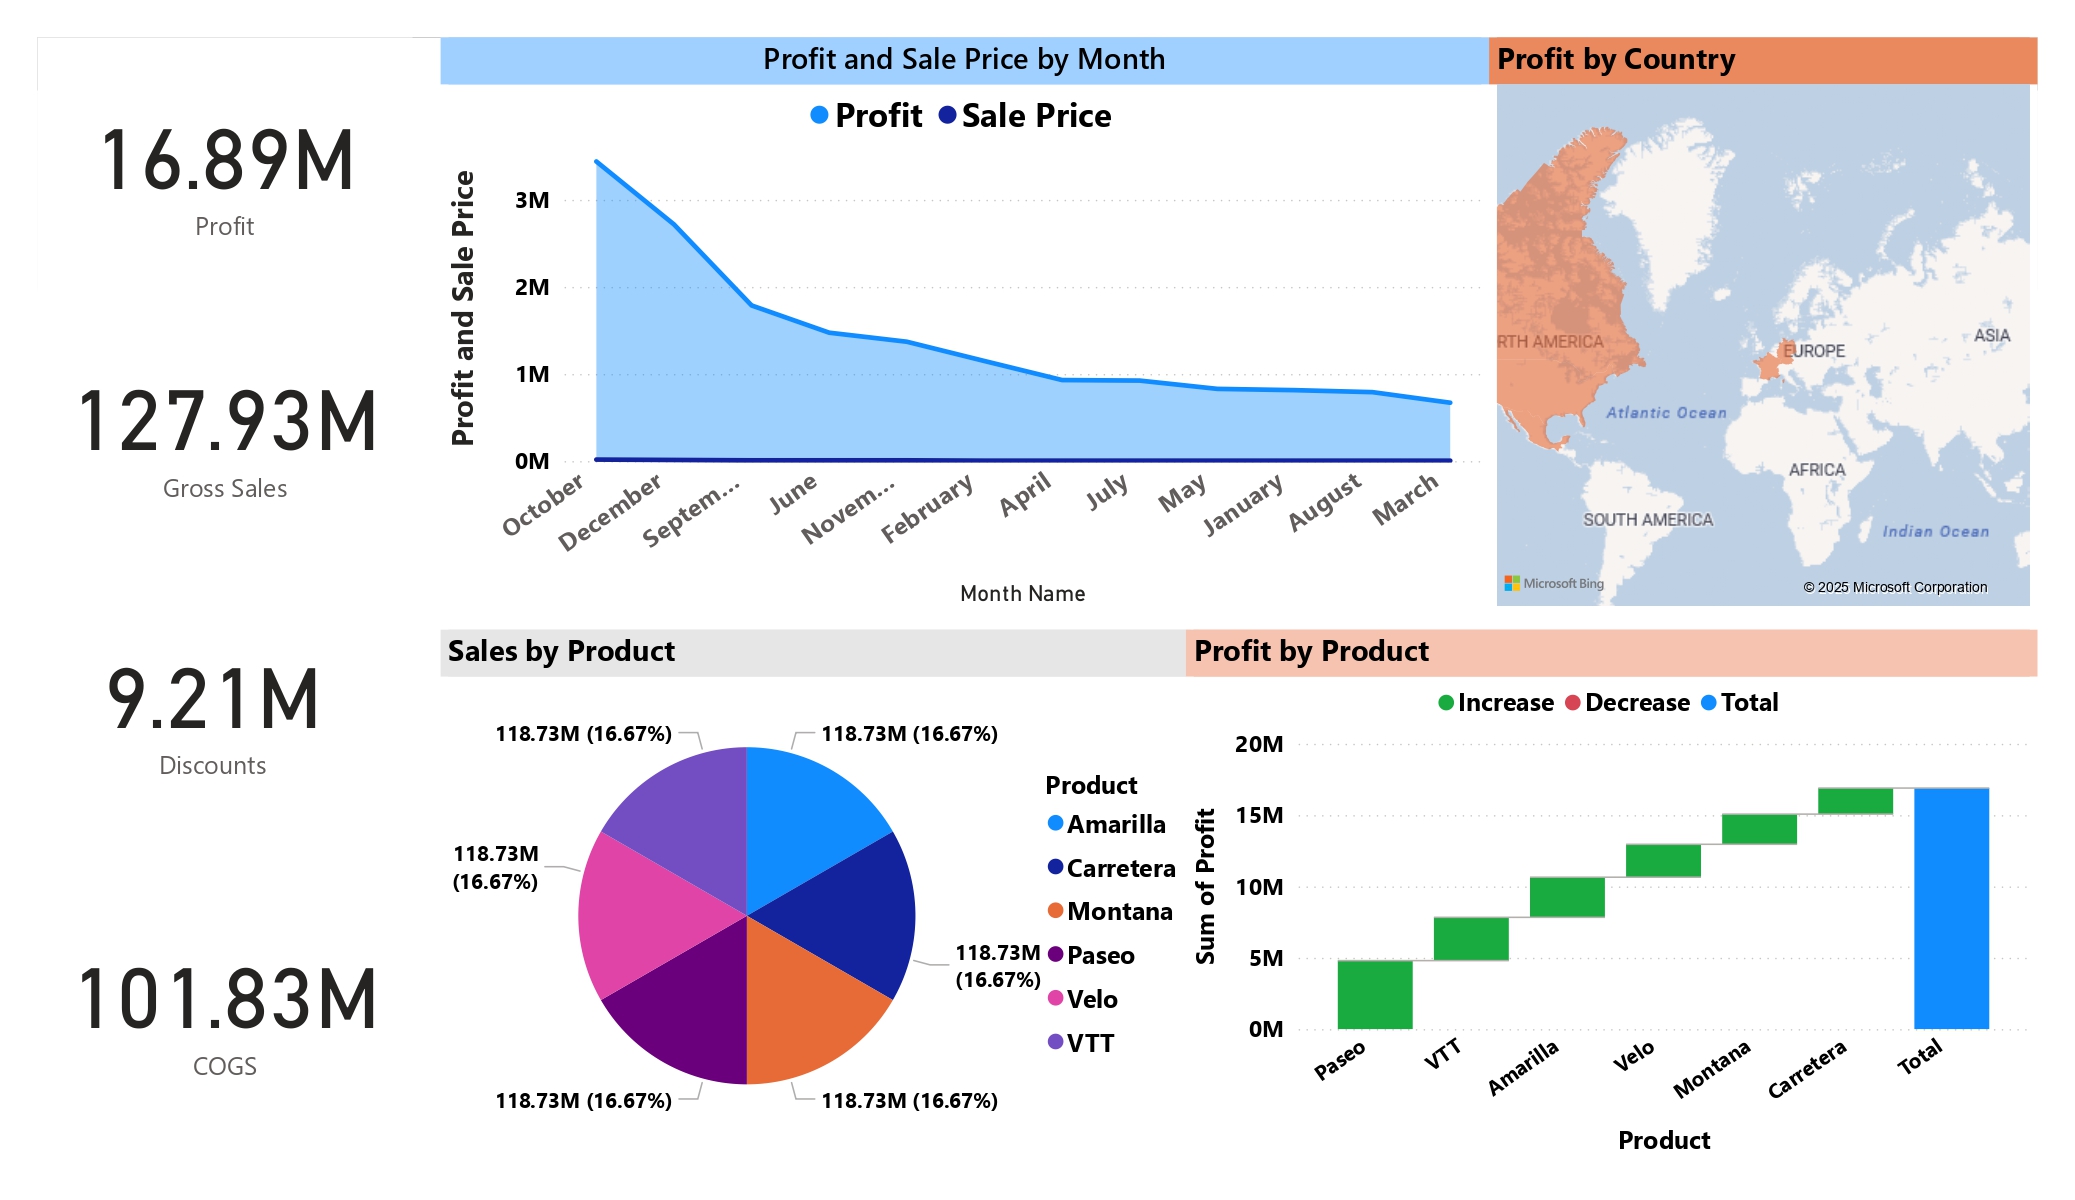 16.89M
Profit
127.93M
Gross Sales
9.21M
Discounts
101.83M
COGS
Profit and Sale Price by Month
Profit Sale Price
Profit and Sale Price
3M
2M
1M
0M
October
December
Septem...
June
Novem...
February
April
July
May
January
August
March
Month Name
Profit by Country
RTH AMERICA
EUROPE
ASIA
Atlantic Ocean
AFRICA
SOUTH AMERICA
Indian Ocean
Microsoft Bing
© 2025 Microsoft Corporation
Sales by Product
118.73M (16.67%)
118.73M (16.67%)
118.73M
(16.67%)
118.73M
(16.67%)
118.73M (16.67%)
118.73M (16.67%)
Product
Amarilla
Carretera
Montana
Paseo
Velo
VTT
Profit by Product
Increase Decrease Total
Sum of Profit
20M
15M
10M
5M
0M
Paseo
VTT
Amarilla
Velo
Montana
Carretera
Total
Product